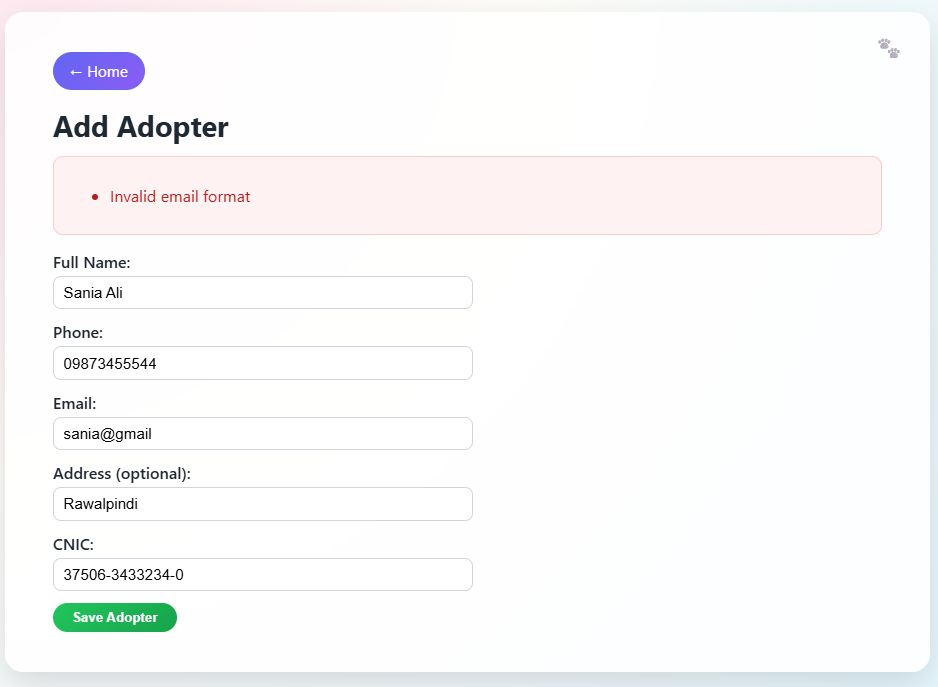 ← Home
Add Adopter
• Invalid email format
Full Name:
Sania Ali
Phone:
09873455544
Email:
sania@gmail
Address (optional):
Rawalpindi
CNIC:
37506-3433234-0
Save Adopter